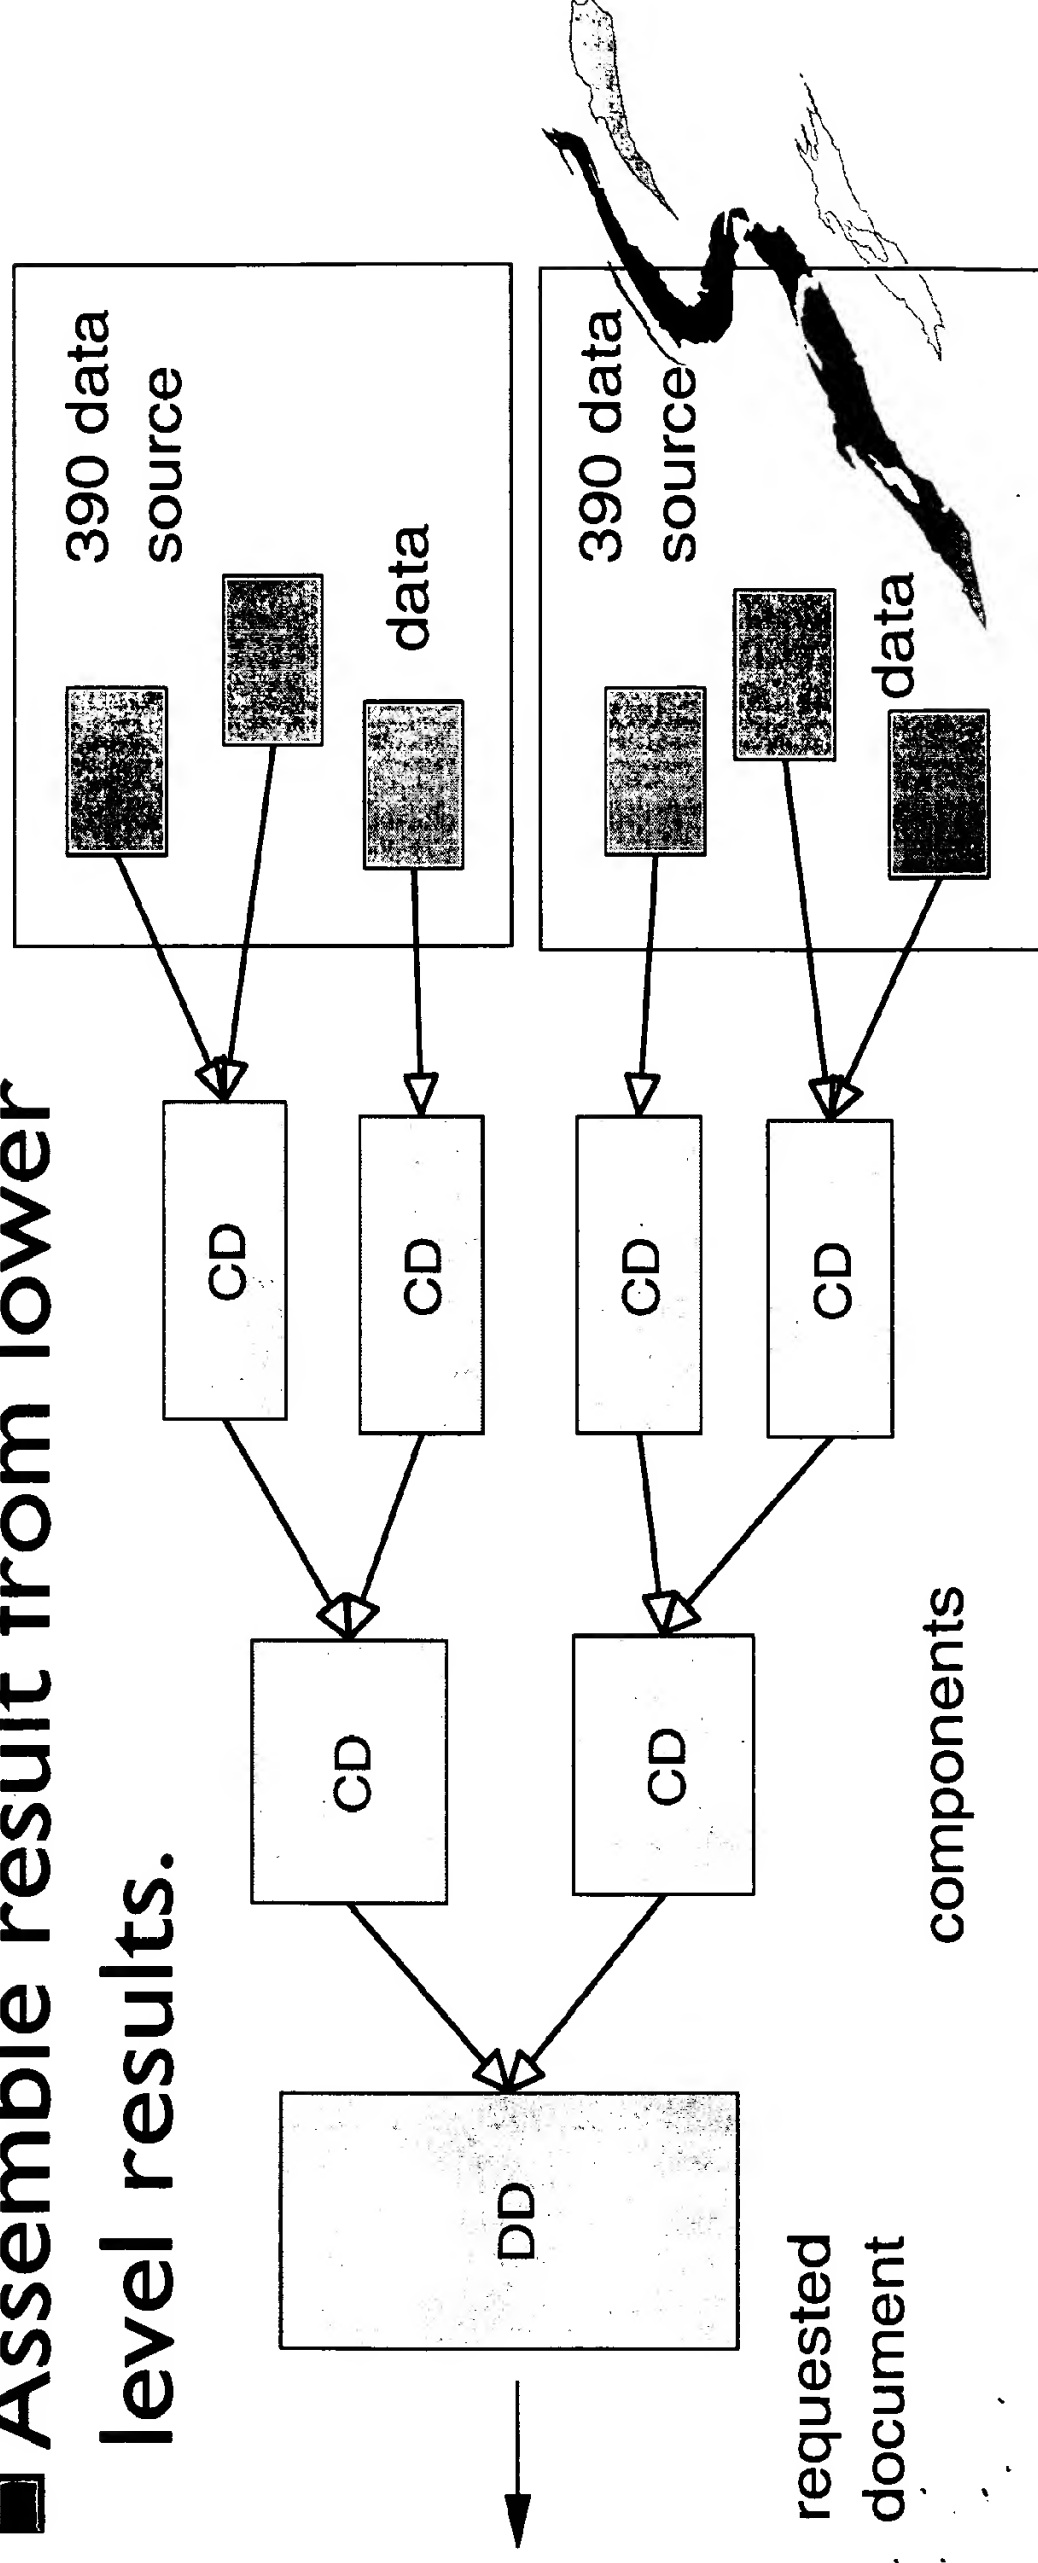 ■ Assemble result from lower
level results.
390 data
source
data
390 data
source
data
CD
CD
CD
CD
CD
CD
DD
components
requested
document